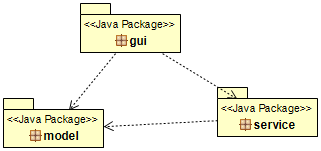 <<Java Package>>
gui
<<Java Package>>
model
<<Java Package>>
service